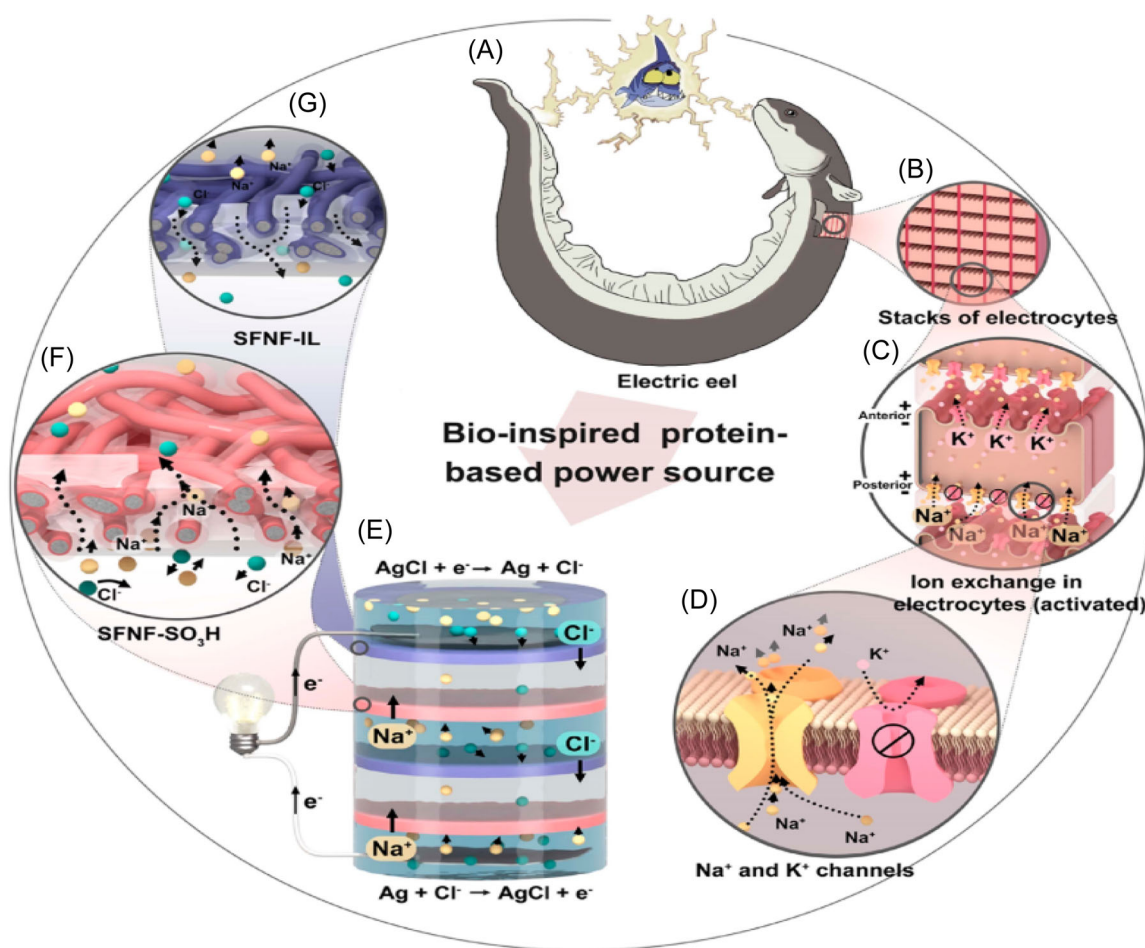 (A)
Electric eel
(B)
Stacks of electrocytes
(C)
+
Anterior
-
K⁺ K⁺ K⁺
+
Posterior
-
Na⁺ Na⁺ Na⁺ Na⁺
Ion exchange in
electrocytes (activated)
(D)
Na⁺
Na⁺
K⁺
Na⁺
Na⁺
Na⁺ and K⁺ channels
Bio-inspired protein-
based power source
(E)
AgCl + e⁻ → Ag + Cl⁻
Cl⁻
e⁻
Na⁺
Cl⁻
e⁻
Na⁺
Ag + Cl⁻ → AgCl + e⁻
(F)
Na⁺
Na⁺
Na⁺
Cl⁻
Cl⁻
SFNF-SO₃H
(G)
Na⁺
Na⁺
Cl⁻
Cl⁻
SFNF-IL